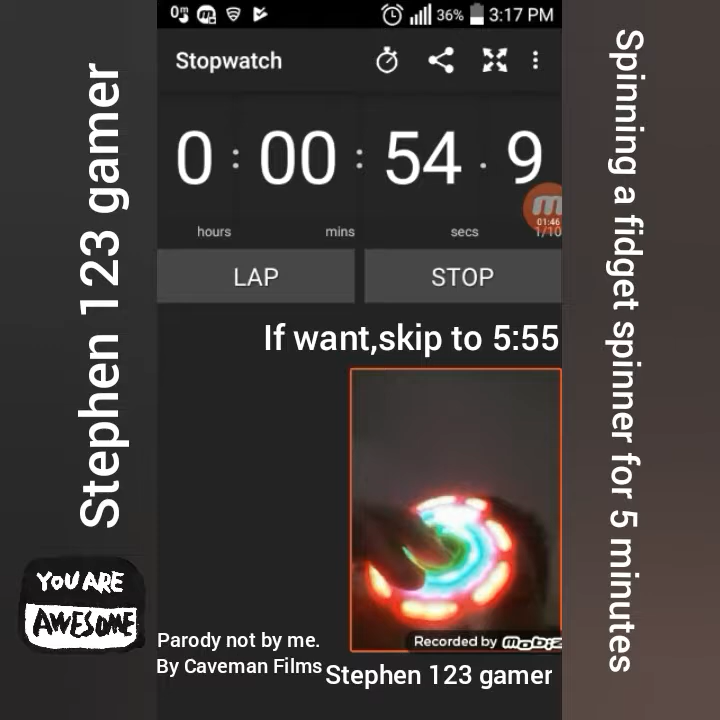 36% 3:17 PM
Stopwatch
0 : 00 : 54 . 9
01:46
hours mins secs 1/10
LAP STOP
If want,skip to 5:55
Stephen 123 gamer
Spinning a fidget spinner for 5 minutes
YOU ARE
AWESOME
Recorded by mobiz
Parody not by me.
By Caveman Films
Stephen 123 gamer